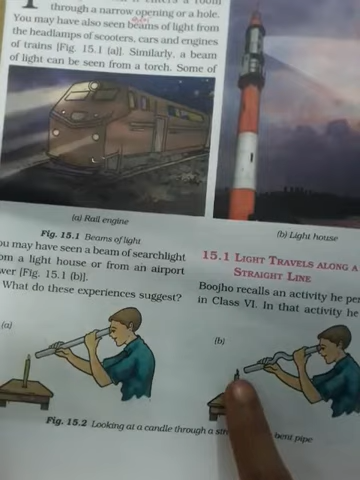 through a narrow opening or a hole.
You may have also seen beams of light from
the headlamps of scooters, cars and engines
of trains [Fig. 15.1 (a)]. Similarly, a beam
of light can be seen from a torch. Some of
(a) Rail engine
(b) Light house
Fig. 15.1 Beams of light
ou may have seen a beam of searchlight
om a light house or from an airport
wer [Fig. 15.1 (b)].
What do these experiences suggest?
15.1 LIGHT TRAVELS ALONG A
STRAIGHT LINE
Boojho recalls an activity he pe
in Class VI. In that activity he
(a)
(b)
Fig. 15.2 Looking at a candle through a bent pipe